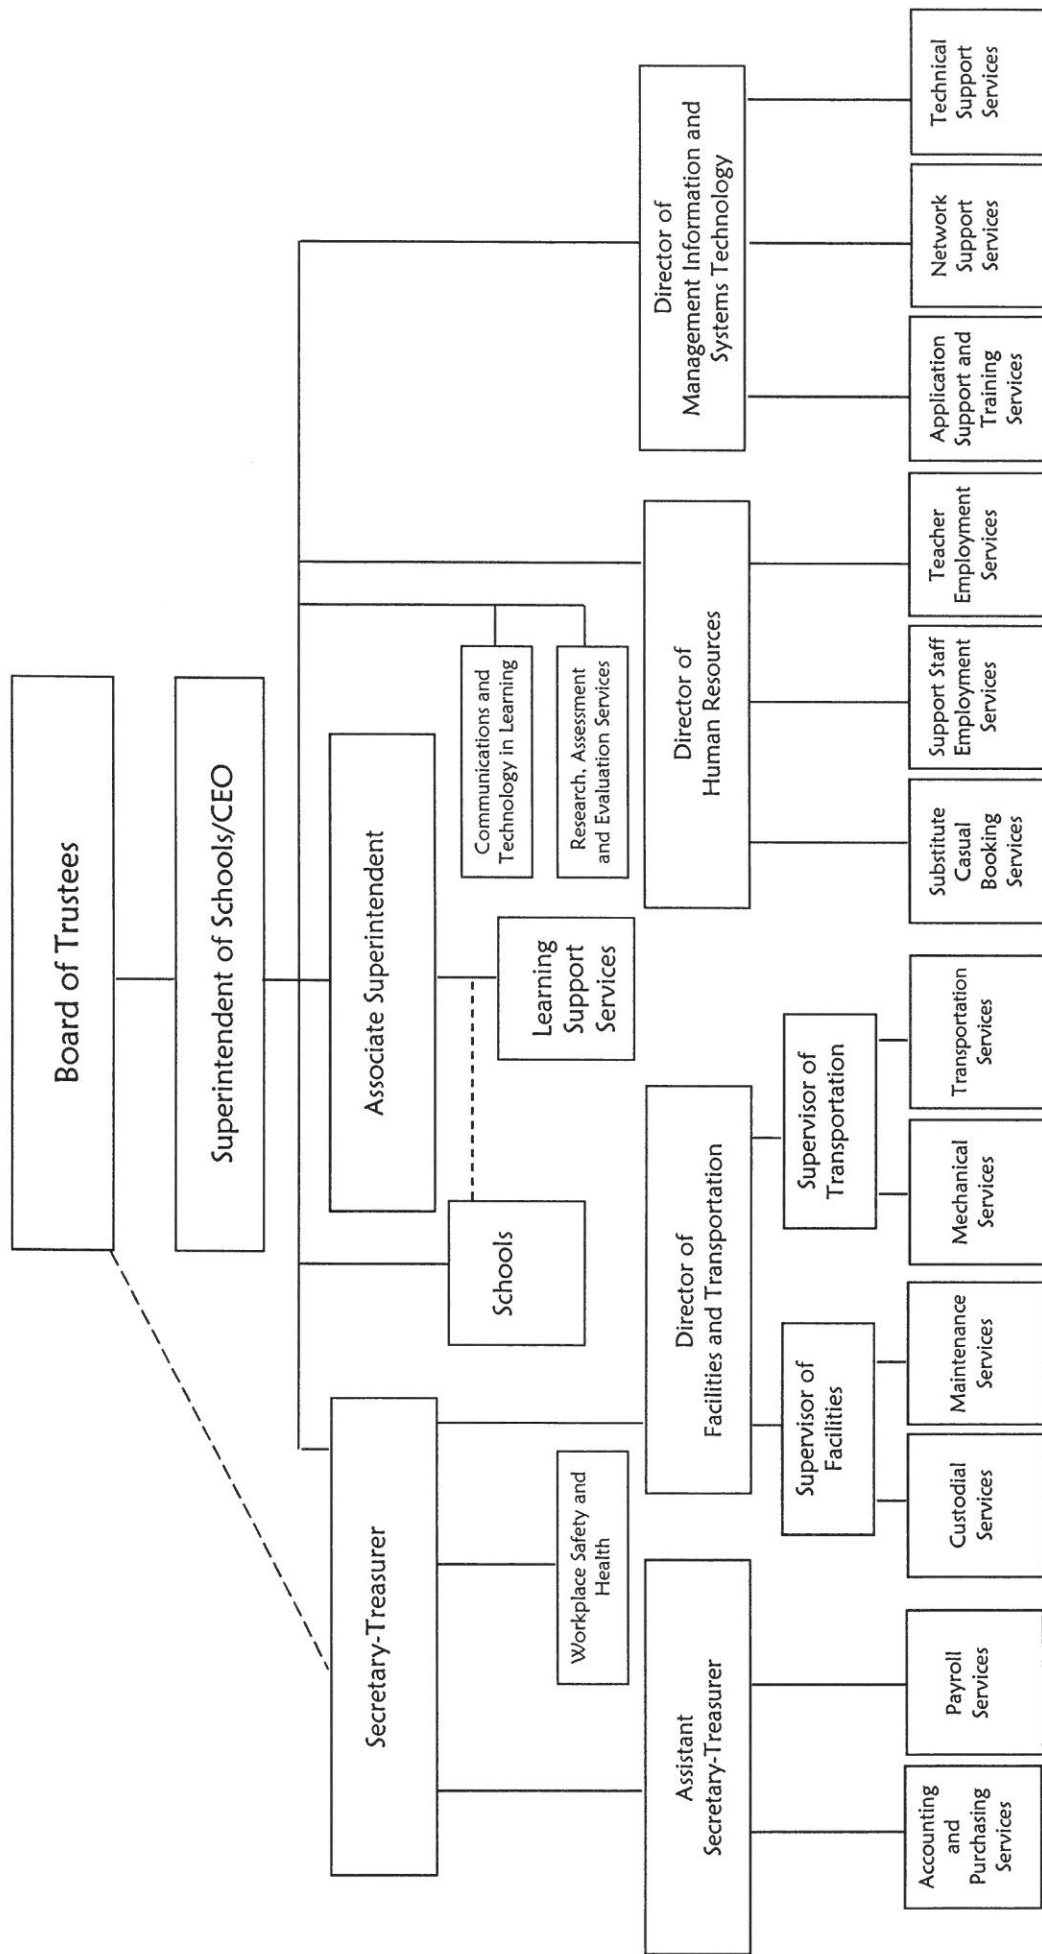 Board of Trustees
Superintendent of Schools/CEO
Secretary-Treasurer
Associate Superintendent
Schools
Learning
Support
Services
Communications and
Technology in Learning
Research, Assessment
and Evaluation Services
Workplace Safety and
Health
Assistant
Secretary-Treasurer
Director of
Facilities and Transportation
Director of
Human Resources
Director of
Management Information and
Systems Technology
Supervisor of
Facilities
Supervisor of
Transportation
Accounting
and
Purchasing
Services
Payroll
Services
Custodial
Services
Maintenance
Services
Mechanical
Services
Transportation
Services
Substitute
Casual
Booking
Services
Support Staff
Employment
Services
Teacher
Employment
Services
Application
Support and
Training
Services
Network
Support
Services
Technical
Support
Services